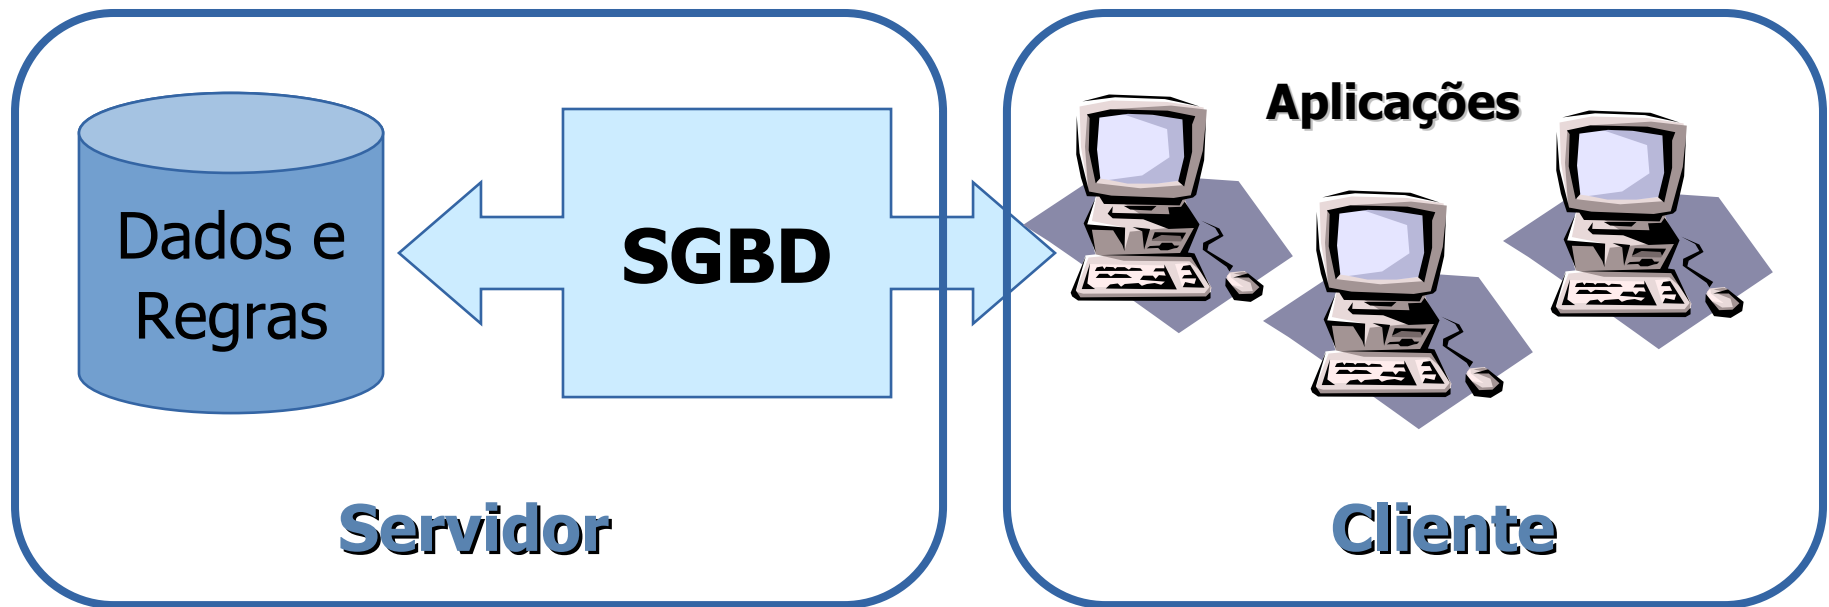 Aplicações
Dados e
Regras
SGBD
Servidor
Cliente